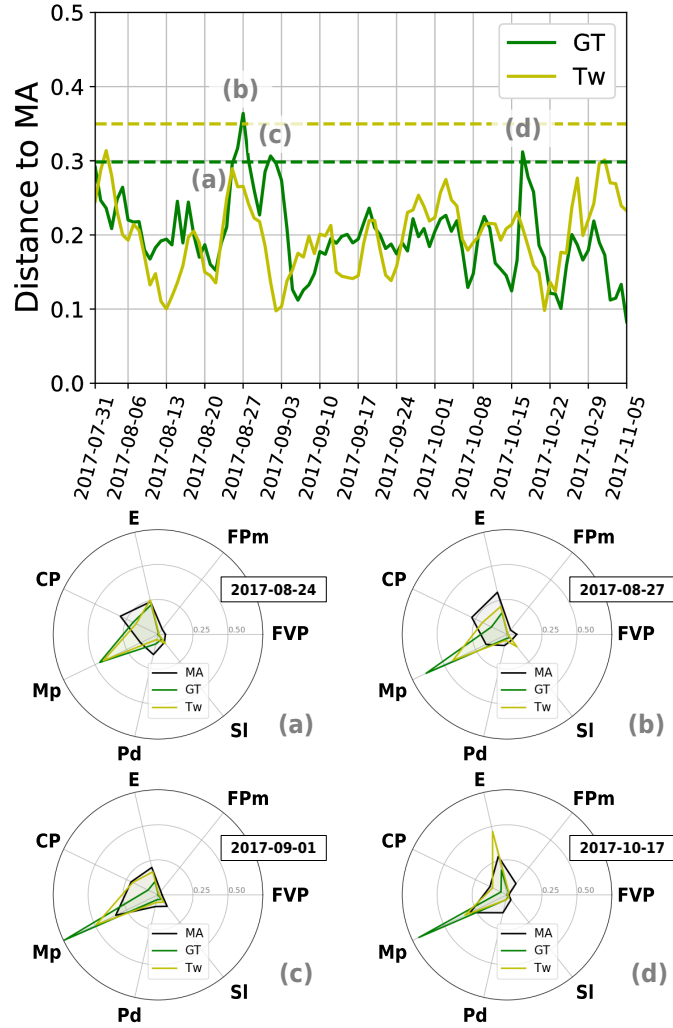 0.5
0.4
0.3
0.2
0.1
0.0
Distance to MA
GT
Tw
(b)
(c)
(a)
(d)
2017-07-31
2017-08-06
2017-08-13
2017-08-20
2017-08-27
2017-09-03
2017-09-10
2017-09-17
2017-09-24
2017-10-01
2017-10-08
2017-10-15
2017-10-22
2017-10-29
2017-11-05
E
FPm
CP
2017-08-24
0.25 0.50
FVP
Mp
MA
GT
Tw
Pd
SI
(a)
E
FPm
CP
2017-08-27
0.25 0.50
FVP
Mp
MA
GT
Tw
Pd
SI
(b)
E
FPm
CP
2017-09-01
0.25 0.50
FVP
Mp
MA
GT
Tw
Pd
SI
(c)
E
FPm
CP
2017-10-17
0.25 0.50
FVP
Mp
MA
GT
Tw
Pd
SI
(d)